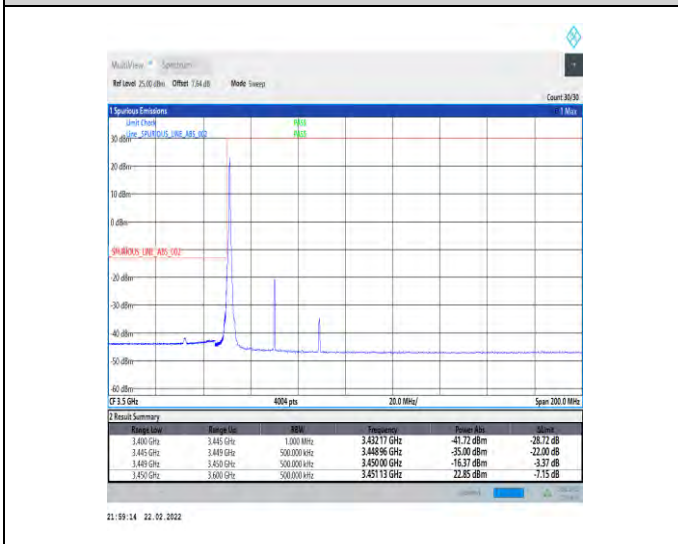 MultiView Spectrum
Ref Level 25.00 dBm Offset 7.94 dB Mode Sweep
Count 30/30
1 Spurious Emissions 1 Max
Limit Check PASS
Line _SPURIOUS_LINE_ABS_002 PASS
30 dBm
20 dBm
10 dBm
0 dBm
_SPURIOUS_LINE_ABS_002
-20 dBm
-30 dBm
-40 dBm
-50 dBm
-60 dBm
CF 3.5 GHz 4004 pts 20.0 MHz/ Span 200.0 MHz
2 Result Summary
Range Low Range Up RBW Frequency Power Abs ΔLimit
3.400 GHz 3.445 GHz 1.000 MHz 3.43217 GHz -41.72 dBm -28.72 dB
3.445 GHz 3.449 GHz 500.000 kHz 3.44896 GHz -35.00 dBm -22.00 dB
3.449 GHz 3.450 GHz 500.000 kHz 3.45000 GHz -16.37 dBm -3.37 dB
3.450 GHz 3.600 GHz 500.000 kHz 3.45113 GHz 22.85 dBm -7.15 dB
21:59:14 22.02.2022